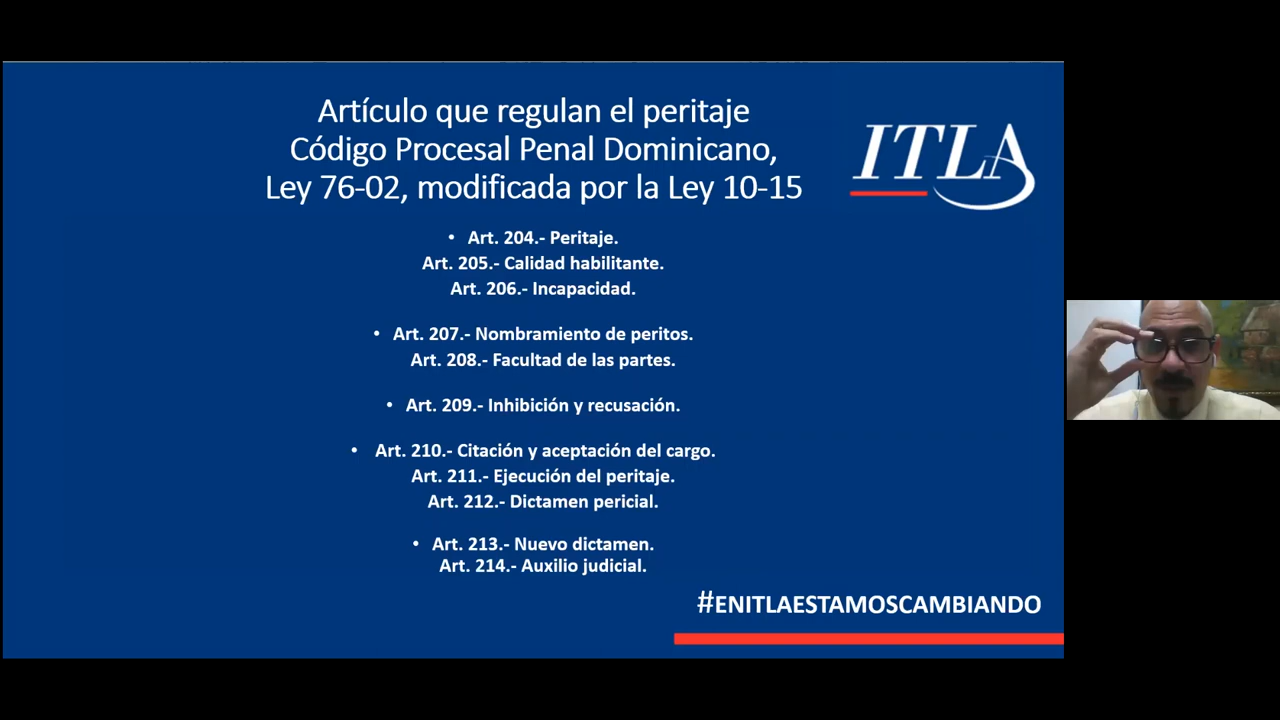 Artículo que regulan el peritaje
Código Procesal Penal Dominicano,
Ley 76-02, modificada por la Ley 10-15
ITLA
• Art. 204.- Peritaje.
Art. 205.- Calidad habilitante.
Art. 206.- Incapacidad.
• Art. 207.- Nombramiento de peritos.
Art. 208.- Facultad de las partes.
• Art. 209.- Inhibición y recusación.
• Art. 210.- Citación y aceptación del cargo.
Art. 211.- Ejecución del peritaje.
Art. 212.- Dictamen pericial.
• Art. 213.- Nuevo dictamen.
Art. 214.- Auxilio judicial.
#ENITLAESTAMOSCAMBIANDO